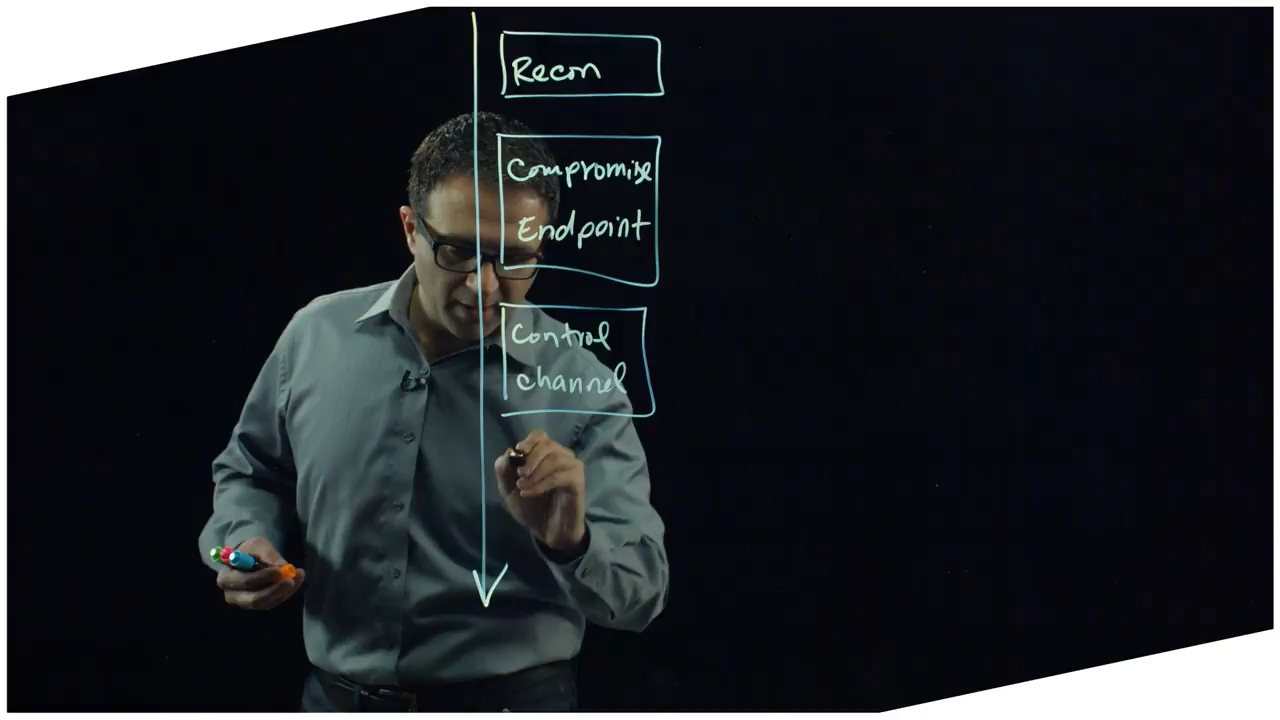 Recon
Compromise
Endpoint
Control
channel